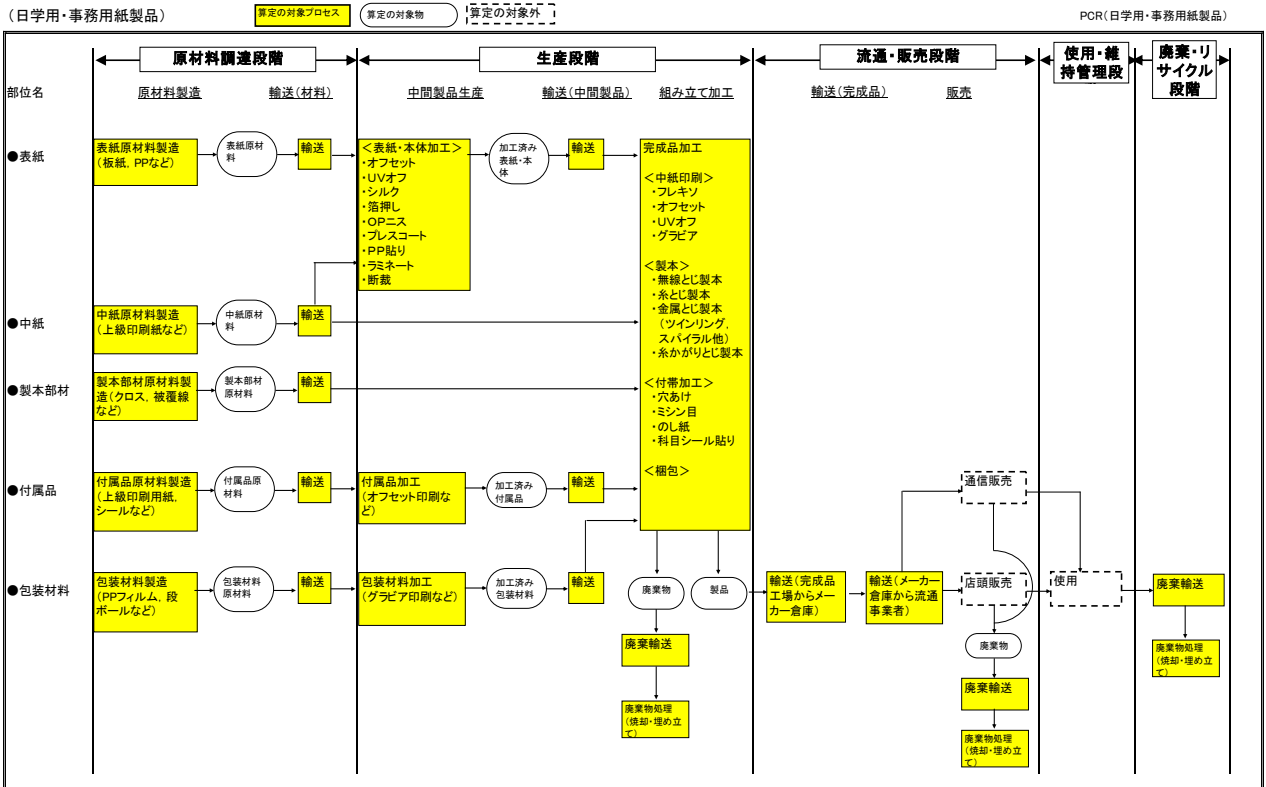 (日学用・事務用紙製品)
算定の対象プロセス
算定の対象物
算定の対象外
PCR(日学用・事務用紙製品)
原材料調達段階
生産段階
流通・販売段階
使用・維
持管理段
廃棄・リ
サイクル
段階
部位名
原材料製造
輸送(材料)
中間製品生産
輸送(中間製品)
組み立て加工
輸送(完成品)
販売
●表紙
表紙原材料製造
(板紙, PPなど)
表紙原材
料
輸送
<表紙・本体加工>
・オフセット
・UVオフ
・シルク
・箔押し
・OPニス
・プレスコート
・PP貼り
・ラミネート
・断裁
加工済み
表紙・本
体
輸送
完成品加工
<中紙印刷>
・フレキソ
・オフセット
・UVオフ
・グラビア
<製本>
・無線とじ製本
・糸とじ製本
・金属とじ製本
(ツインリング,
スパイラル他)
・糸かがりとじ製本
<付帯加工>
・穴あけ
・ミシン目
・のし紙
・科目シール貼り
<梱包>
●中紙
中紙原材料製造
(上級印刷紙など)
中紙原材
料
輸送
●製本部材
製本部材原材料製
造(クロス, 被覆線
など)
製本部材
原材料
輸送
●付属品
付属品原材料製造
(上級印刷用紙,
シールなど)
付属品原
材料
輸送
付属品加工
(オフセット印刷な
ど)
加工済み
付属品
輸送
通信販売
●包装材料
包装材料製造
(PPフィルム, 段
ボールなど)
包装材料
原材料
輸送
包装材料加工
(グラビア印刷など)
加工済み
包装材料
輸送
廃棄物
製品
輸送(完成品
工場からメー
カー倉庫)
輸送(メーカー
倉庫から流通
事業者)
店頭販売
使用
廃棄輸送
廃棄輸送
廃棄物処理
(焼却・埋め立
て)
廃棄物
廃棄輸送
廃棄物処理
(焼却・埋め立
て)
廃棄物処理
(焼却・埋め立
て)